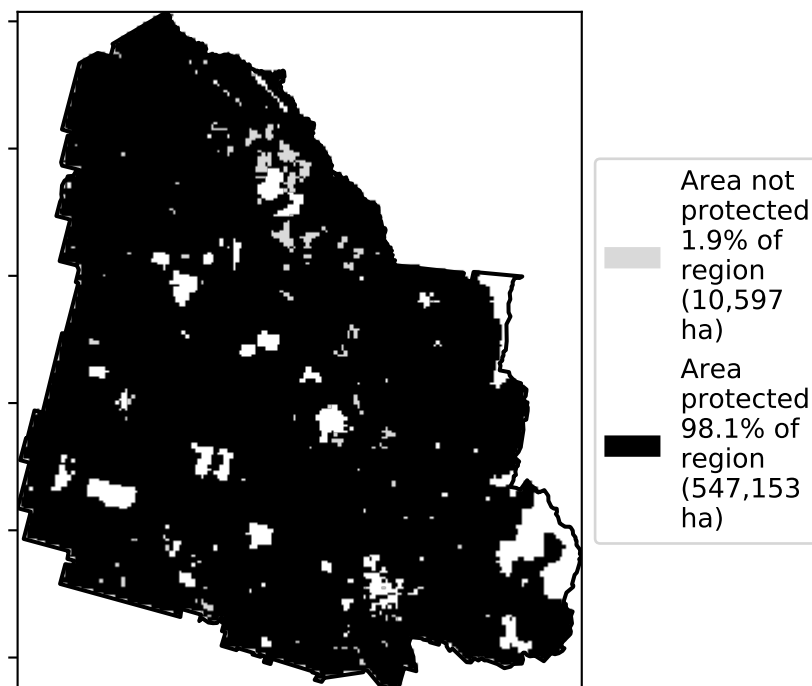 Area not
protected
1.9% of
region
(10,597
ha)
Area
protected
98.1% of
region
(547,153
ha)